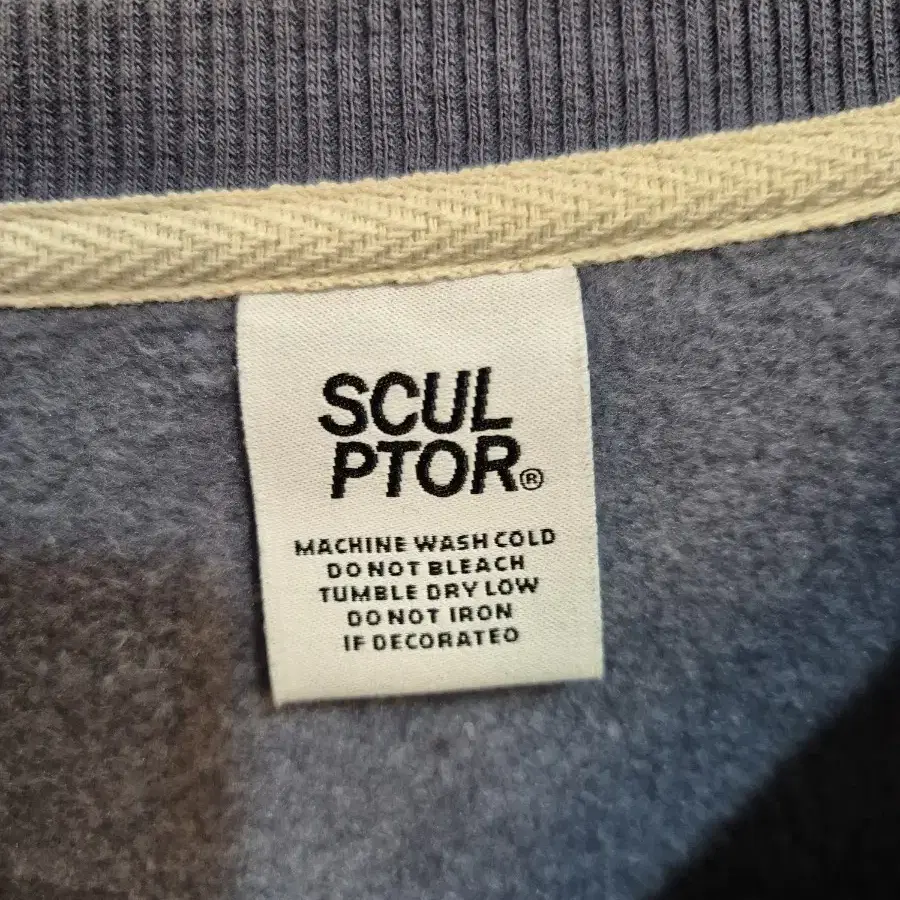 SCUL
PTOR®
MACHINE WASH COLD
DO NOT BLEACH
TUMBLE DRY LOW
DO NOT IRON
IF DECORATED